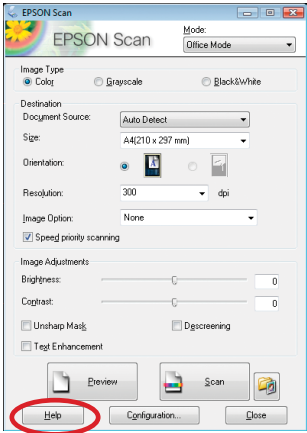 EPSON Scan
EPSON Scan
Mode:
Office Mode
Image Type
Color Grayscale Black&White
Destination
Document Source: Auto Detect
Size: A4(210 x 297 mm)
Orientation:
Resolution: 300 dpi
Image Option: None
Speed priority scanning
Image Adjustments
Brightness: 0
Contrast: 0
Unsharp Mask Descreening
Text Enhancement
Preview Scan
Help Configuration... Close